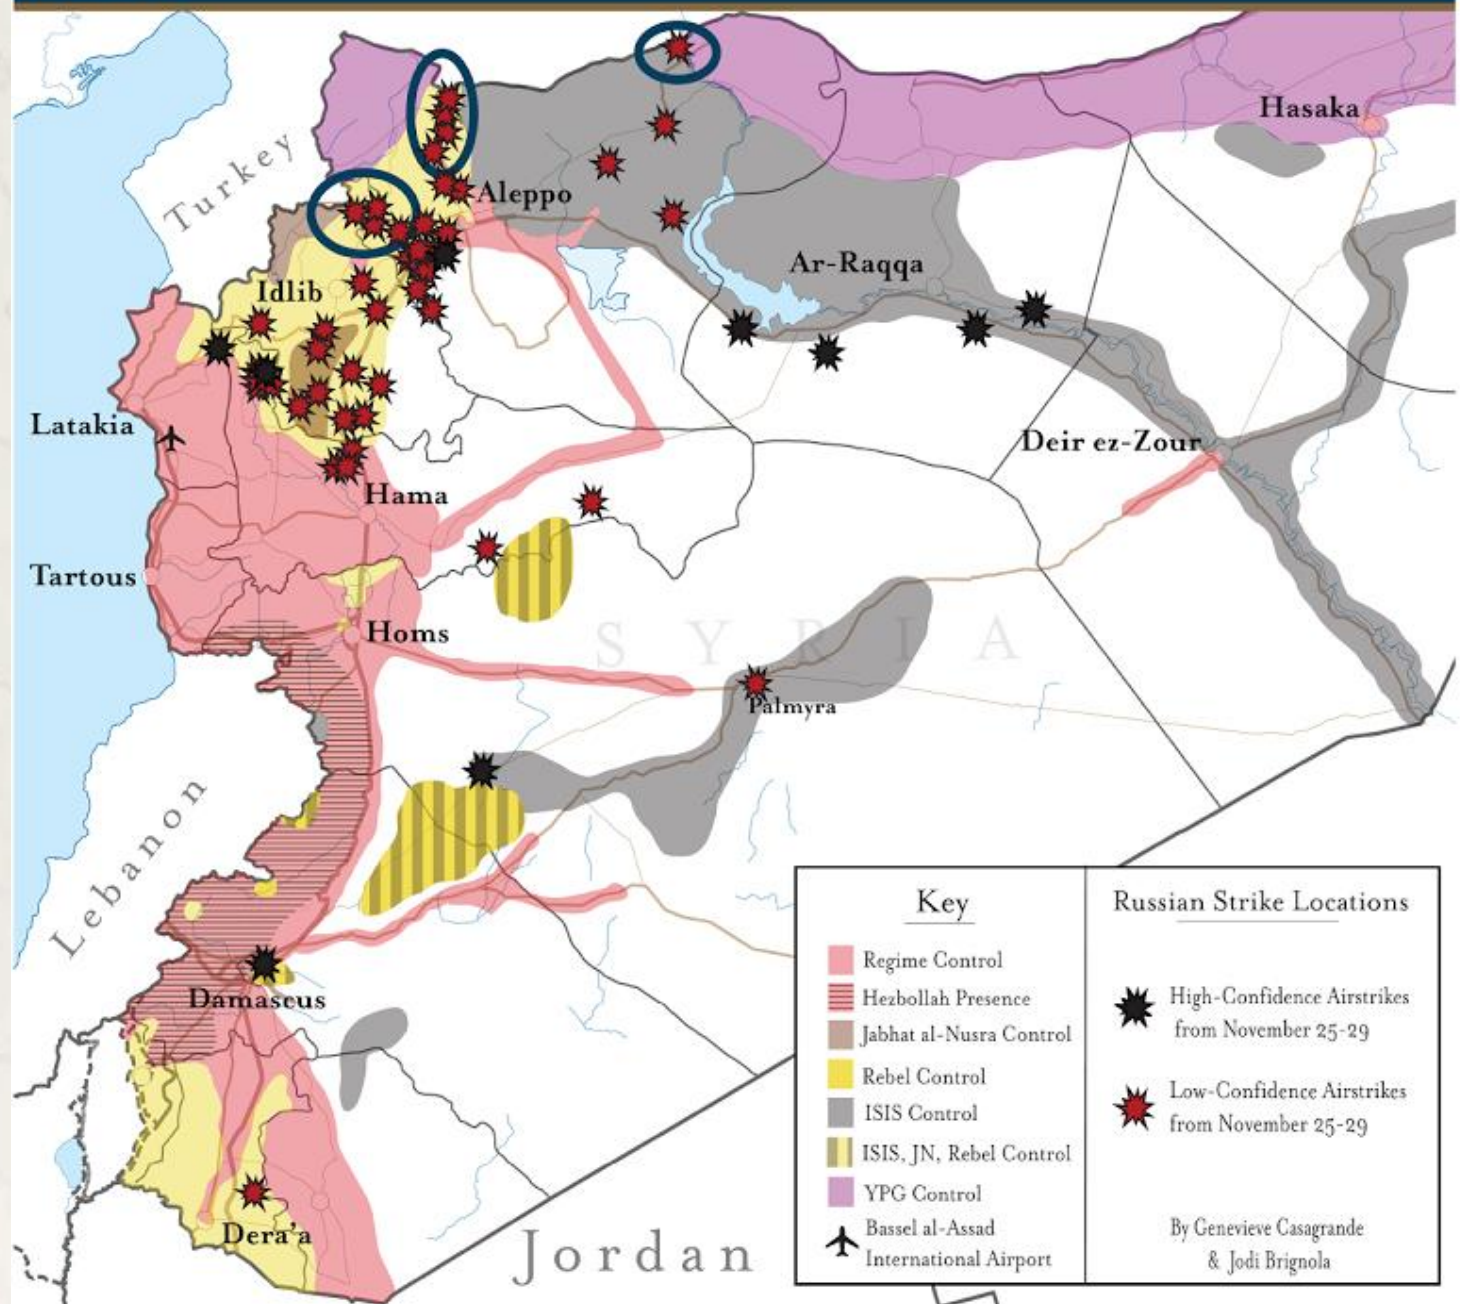 Hasaka
Turkey
Aleppo
Ar-Raqqa
Idlib
Latakia
Deir ez-Zour
Hama
Tartous
Homs
SYRIA
Palmyra
Lebanon
Damascus
Dera'a
Jordan
Key
Regime Control
Hezbollah Presence
Jabhat al-Nusra Control
Rebel Control
ISIS Control
ISIS, JN, Rebel Control
YPG Control
Bassel al-Assad
International Airport
Russian Strike Locations
High-Confidence Airstrikes
from November 25-29
Low-Confidence Airstrikes
from November 25-29
By Genevieve Casagrande
& Jodi Brignola